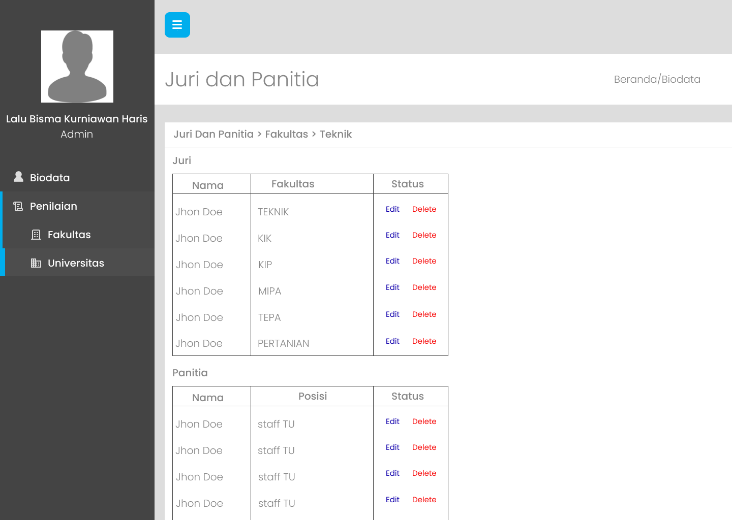 Lalu Bisma Kurniawan Haris
Admin
Biodata
Penilaian
Fakultas
Universitas
Juri dan Panitia
Beranda/Biodata
Juri Dan Panitia > Fakultas > Teknik
Juri
Nama Fakultas Status
Jhon Doe TEKNIK Edit Delete
Jhon Doe KIK Edit Delete
Jhon Doe KIP Edit Delete
Jhon Doe MIPA Edit Delete
Jhon Doe TEPA Edit Delete
Jhon Doe PERTANIAN Edit Delete
Panitia
Nama Posisi Status
Jhon Doe staff TU Edit Delete
Jhon Doe staff TU Edit Delete
Jhon Doe staff TU Edit Delete
Jhon Doe staff TU Edit Delete